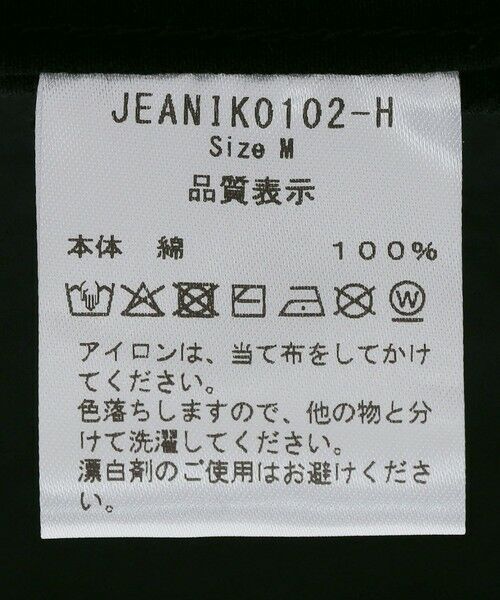 JEANIKO102-H
Size M
品質表示
本体 綿 100%
W
アイロンは、当て布をしてかけ
てください。
色落ちしますので、他の物と分
けて洗濯してください。
漂白剤のご使用はお避けくださ
い。